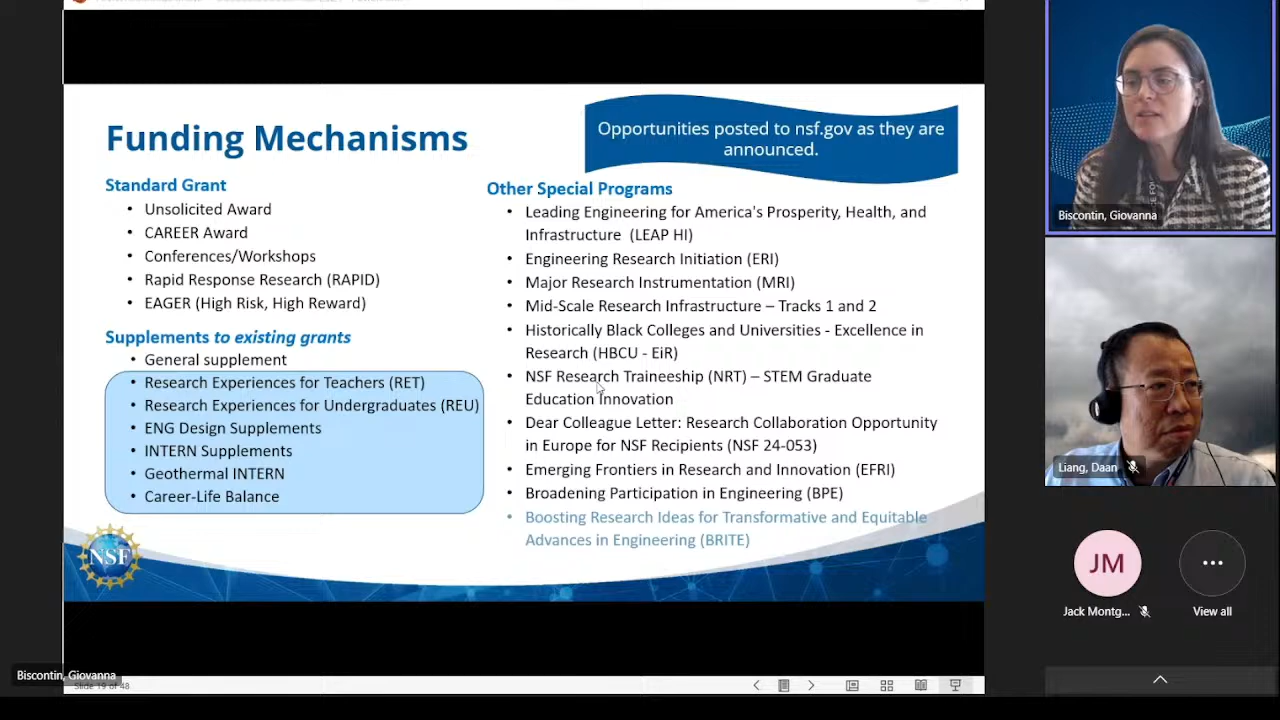 Funding Mechanisms
Opportunities posted to nsf.gov as they are
announced.
Standard Grant
• Unsolicited Award
• CAREER Award
• Conferences/Workshops
• Rapid Response Research (RAPID)
• EAGER (High Risk, High Reward)
Supplements to existing grants
• General supplement
• Research Experiences for Teachers (RET)
• Research Experiences for Undergraduates (REU)
• ENG Design Supplements
• INTERN Supplements
• Geothermal INTERN
• Career-Life Balance
Other Special Programs
• Leading Engineering for America's Prosperity, Health, and
Infrastructure (LEAP HI)
• Engineering Research Initiation (ERI)
• Major Research Instrumentation (MRI)
• Mid-Scale Research Infrastructure – Tracks 1 and 2
• Historically Black Colleges and Universities - Excellence in
Research (HBCU - EiR)
• NSF Research Traineeship (NRT) – STEM Graduate
Education Innovation
• Dear Colleague Letter: Research Collaboration Opportunity
in Europe for NSF Recipients (NSF 24-053)
• Emerging Frontiers in Research and Innovation (EFRI)
• Broadening Participation in Engineering (BPE)
• Boosting Research Ideas for Transformative and Equitable
Advances in Engineering (BRITE)
NSF
Biscontin, Giovanna
Slide 19 of 48
Biscontin, Giovanna
Liang, Daan
JM
Jack Montg...
View all